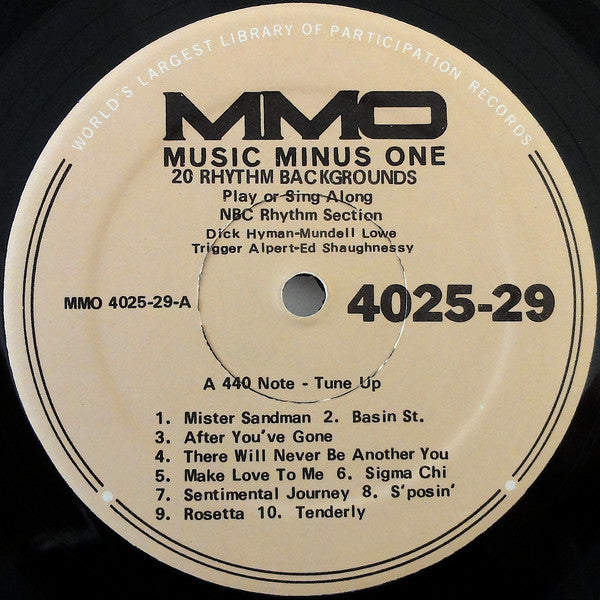 WORLD'S LARGEST LIBRARY OF PARTICIPATION RECORDS
MMO
MUSIC MINUS ONE
20 RHYTHM BACKGROUNDS
Play or Sing Along
NBC Rhythm Section
Dick Hyman-Mundell Lowe
Trigger Alpert-Ed Shaughnessy
MMO 4025-29-A
4025-29
A 440 Note - Tune Up
1. Mister Sandman 2. Basin St.
3. After You've Gone
4. There Will Never Be Another You
5. Make Love To Me 6. Sigma Chi
7. Sentimental Journey 8. S'posin'
9. Rosetta 10. Tenderly